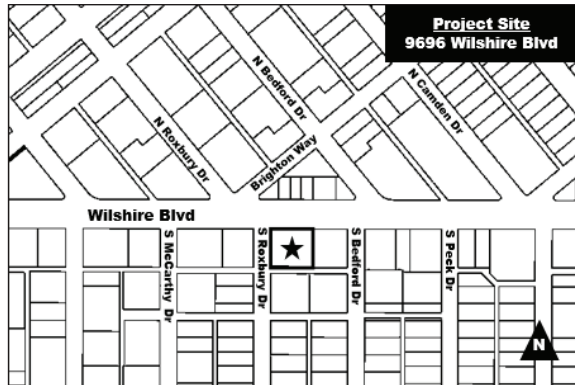 Project Site
9696 Wilshire Blvd
N Bedford Dr
N Camden Dr
N Roxbury Dr
Brighton Way
Wilshire Blvd
S McCarthy Dr
S Roxbury Dr
S Bedford Dr
S Peck Dr
N